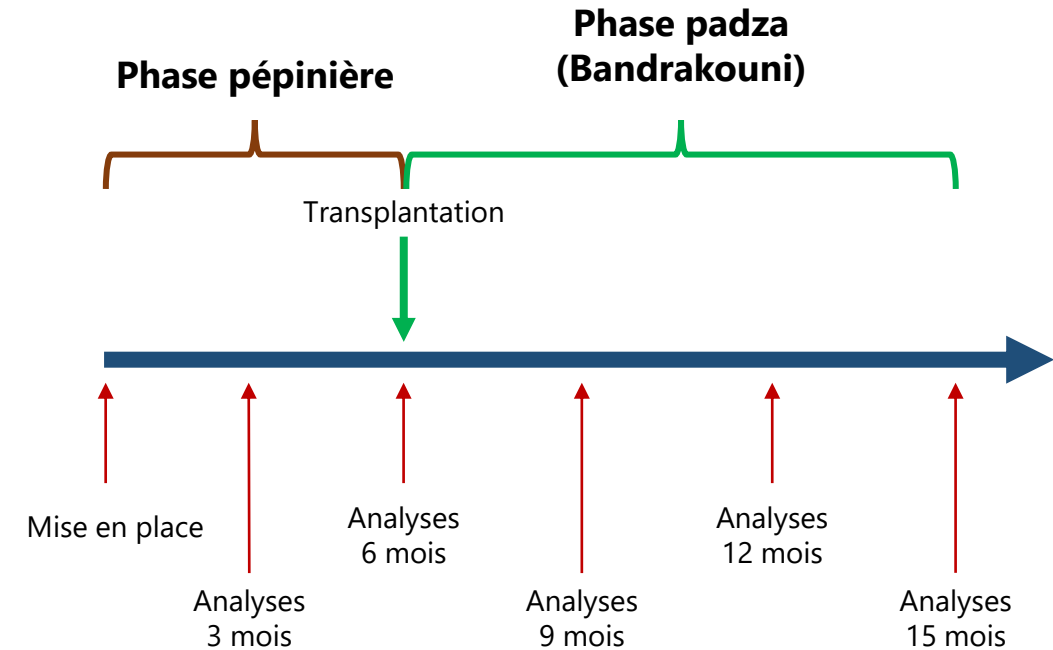 Phase padza
(Bandrakouni)
Phase pépinière
Transplantation
Mise en place
Analyses
3 mois
Analyses
6 mois
Analyses
9 mois
Analyses
12 mois
Analyses
15 mois